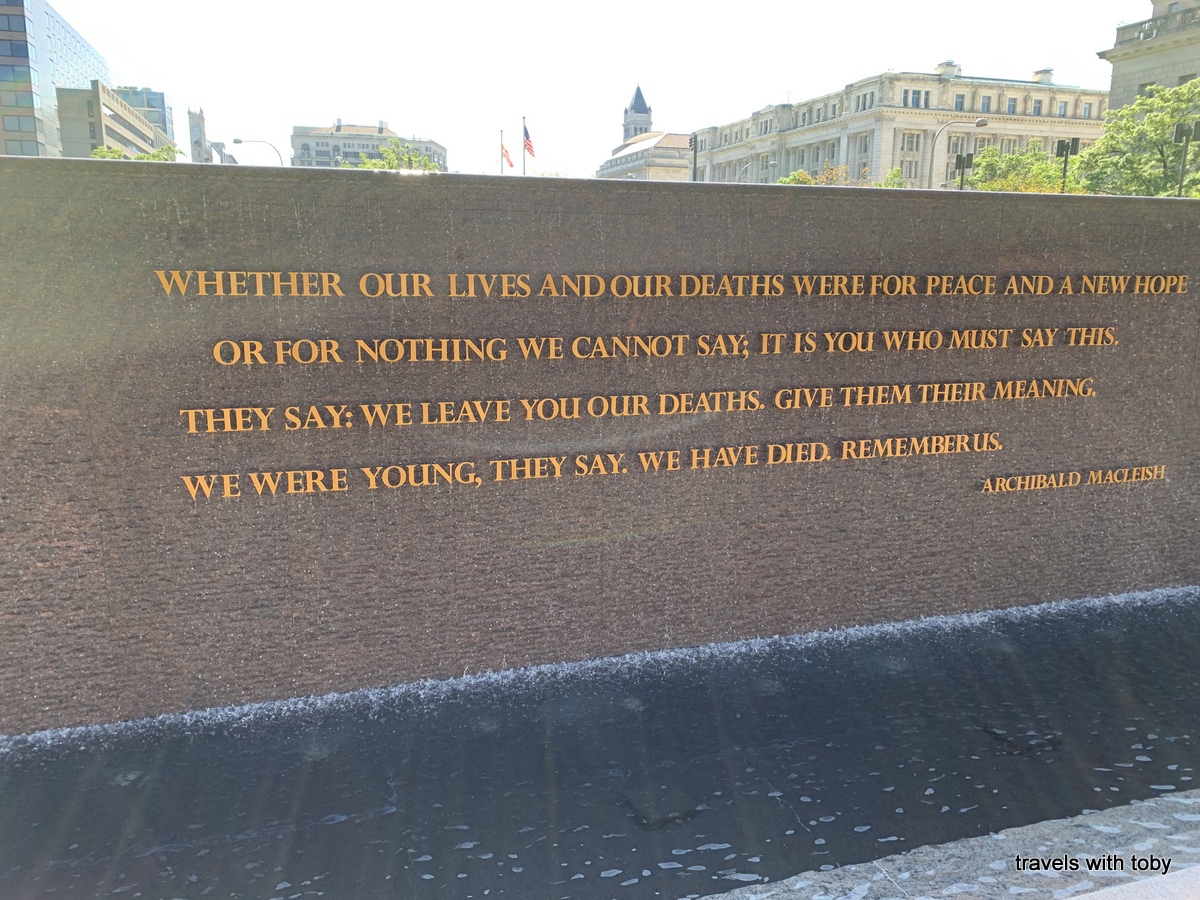 WHETHER OUR LIVES AND OUR DEATHS WERE FOR PEACE AND A NEW HOPE
OR FOR NOTHING WE CANNOT SAY; IT IS YOU WHO MUST SAY THIS.
THEY SAY: WE LEAVE YOU OUR DEATHS. GIVE THEM THEIR MEANING.
WE WERE YOUNG, THEY SAY. WE HAVE DIED. REMEMBER US.
ARCHIBALD MACLEISH
travels with toby